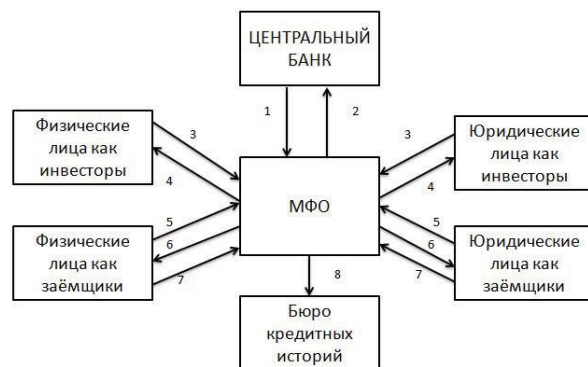 ЦЕНТРАЛЬНЫЙ
БАНК
1
2
Физические
лица как
инвесторы
3
4
3
4
Юридические
лица как
инвесторы
МФО
Физические
лица как
заёмщики
5
6
7
5
6
7
Юридические
лица как
заёмщики
8
Бюро
кредитных
историй